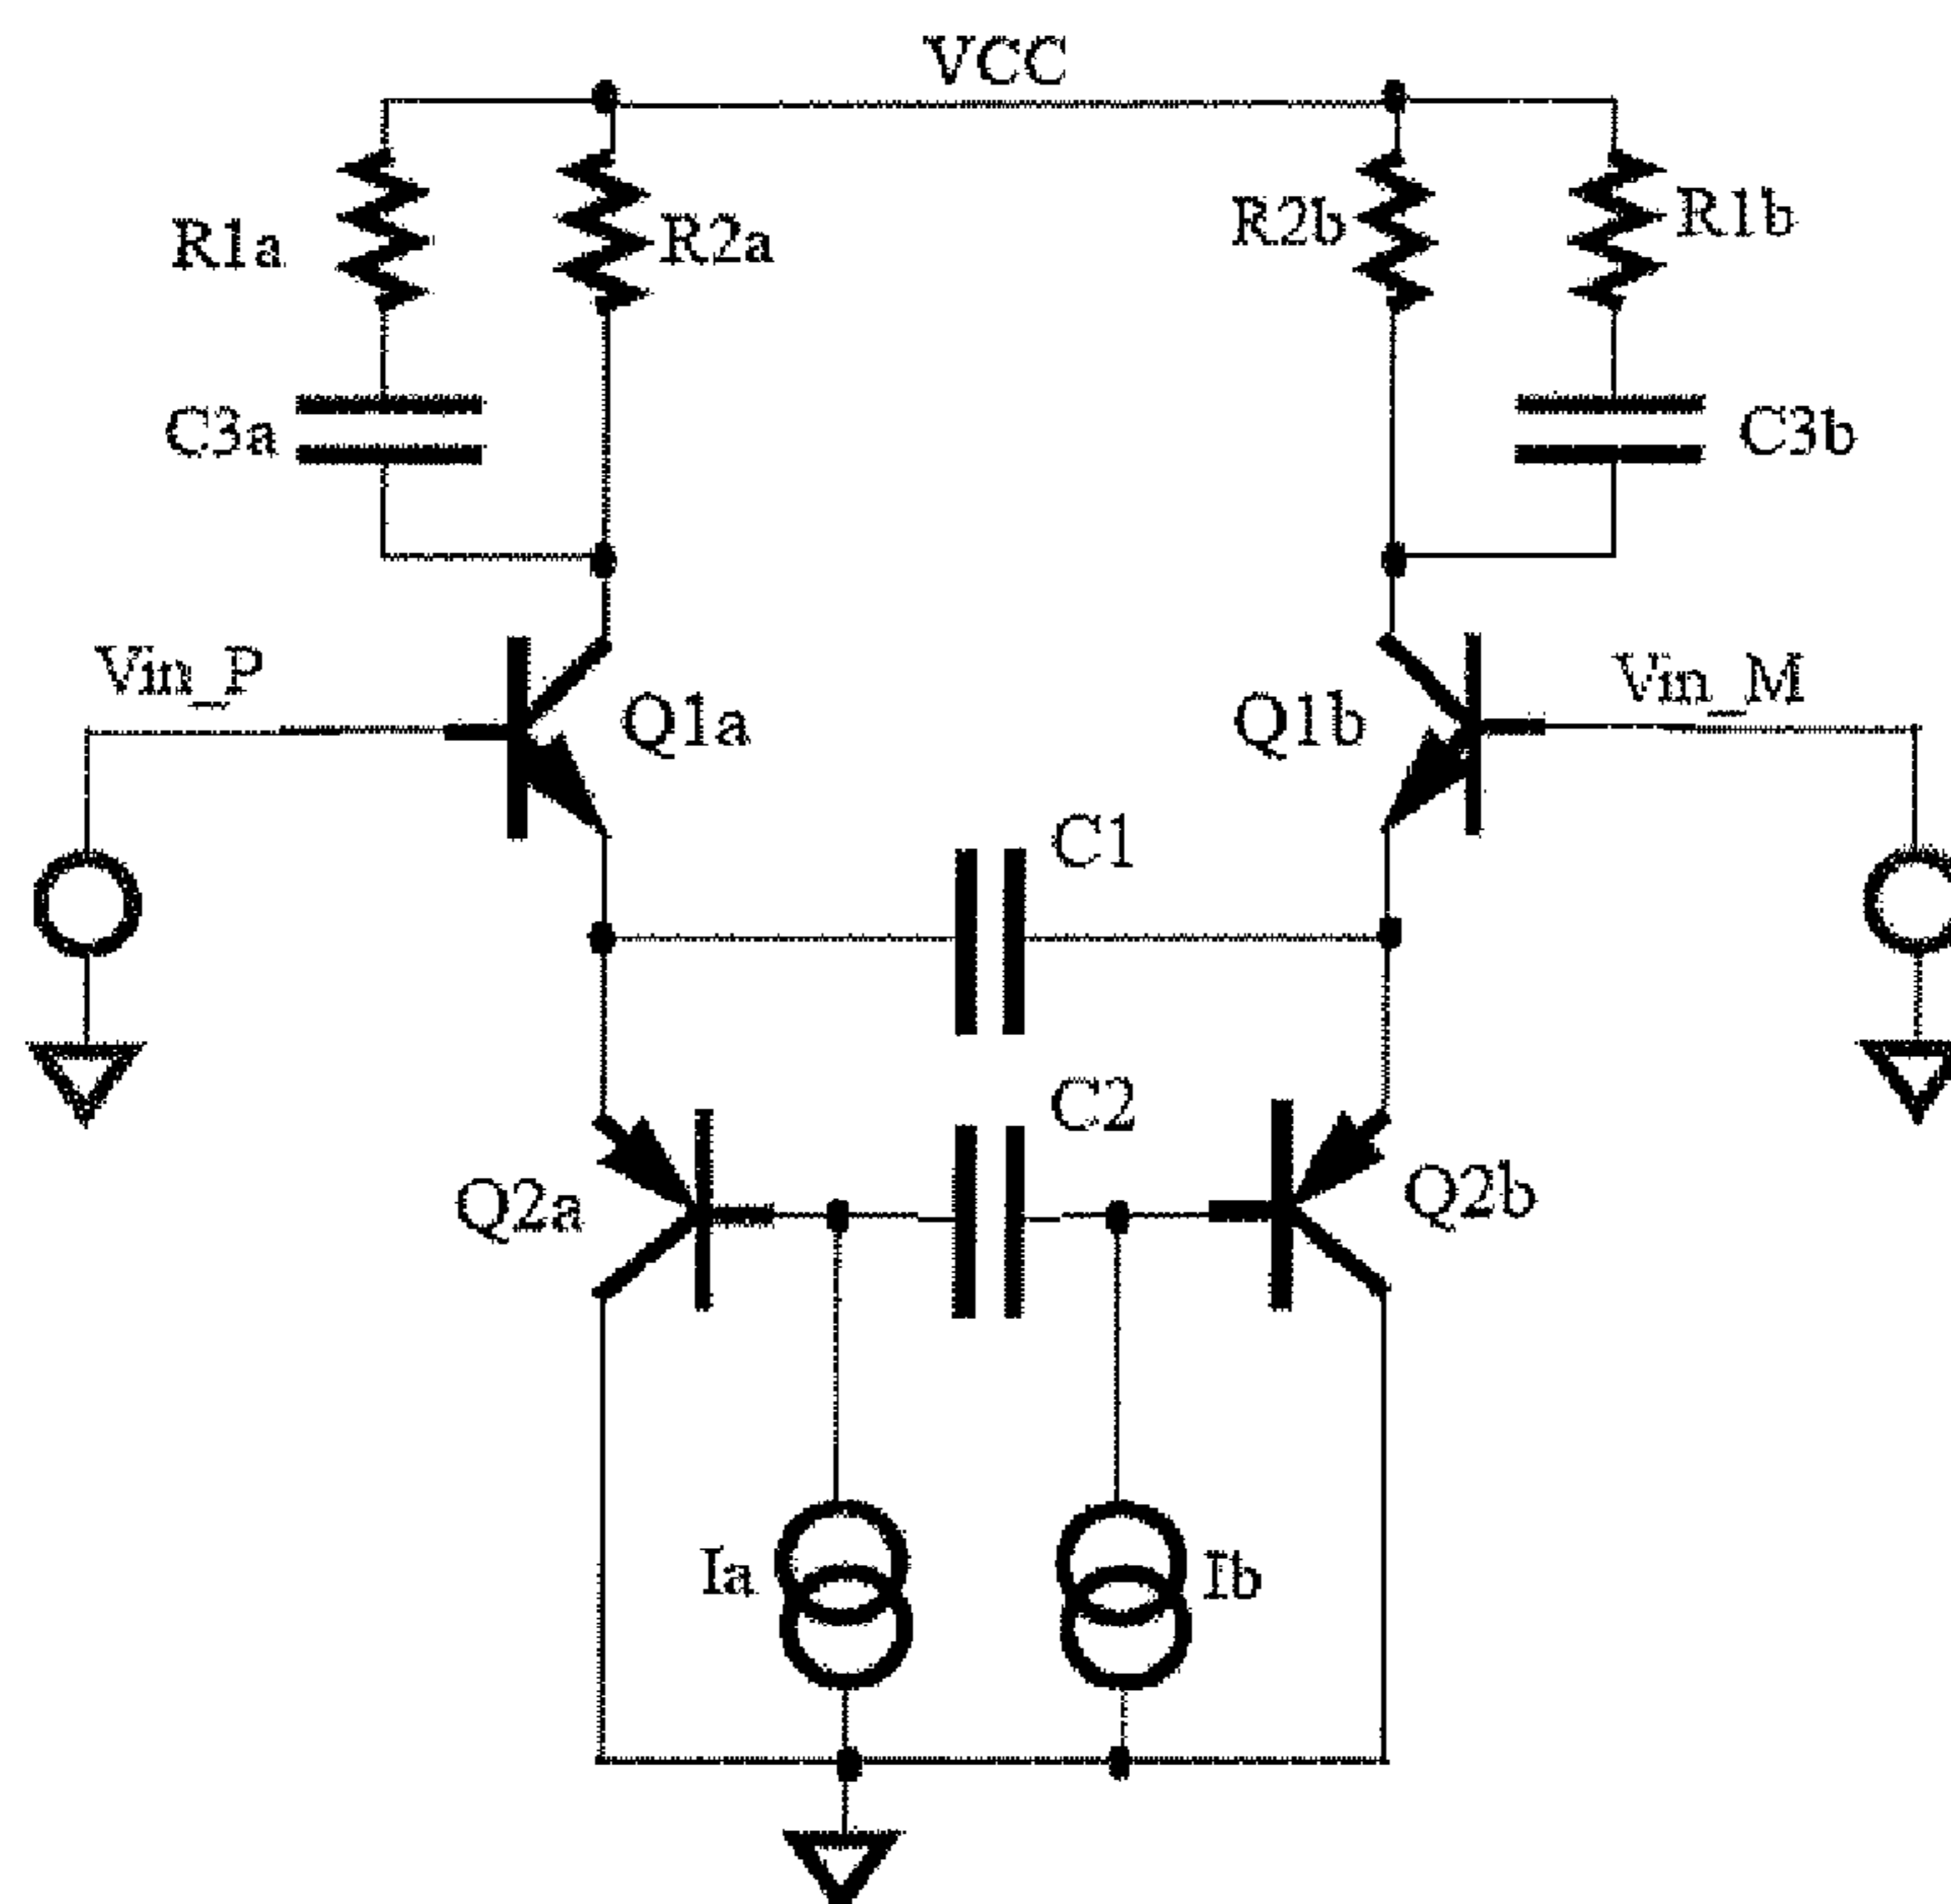 VCC
R1a
R2a
R2b
R1b
C3a
C3b
Vin_P
Q1a
Q1b
Vin_M
C1
C2
Q2a
Q2b
Ia
Ib